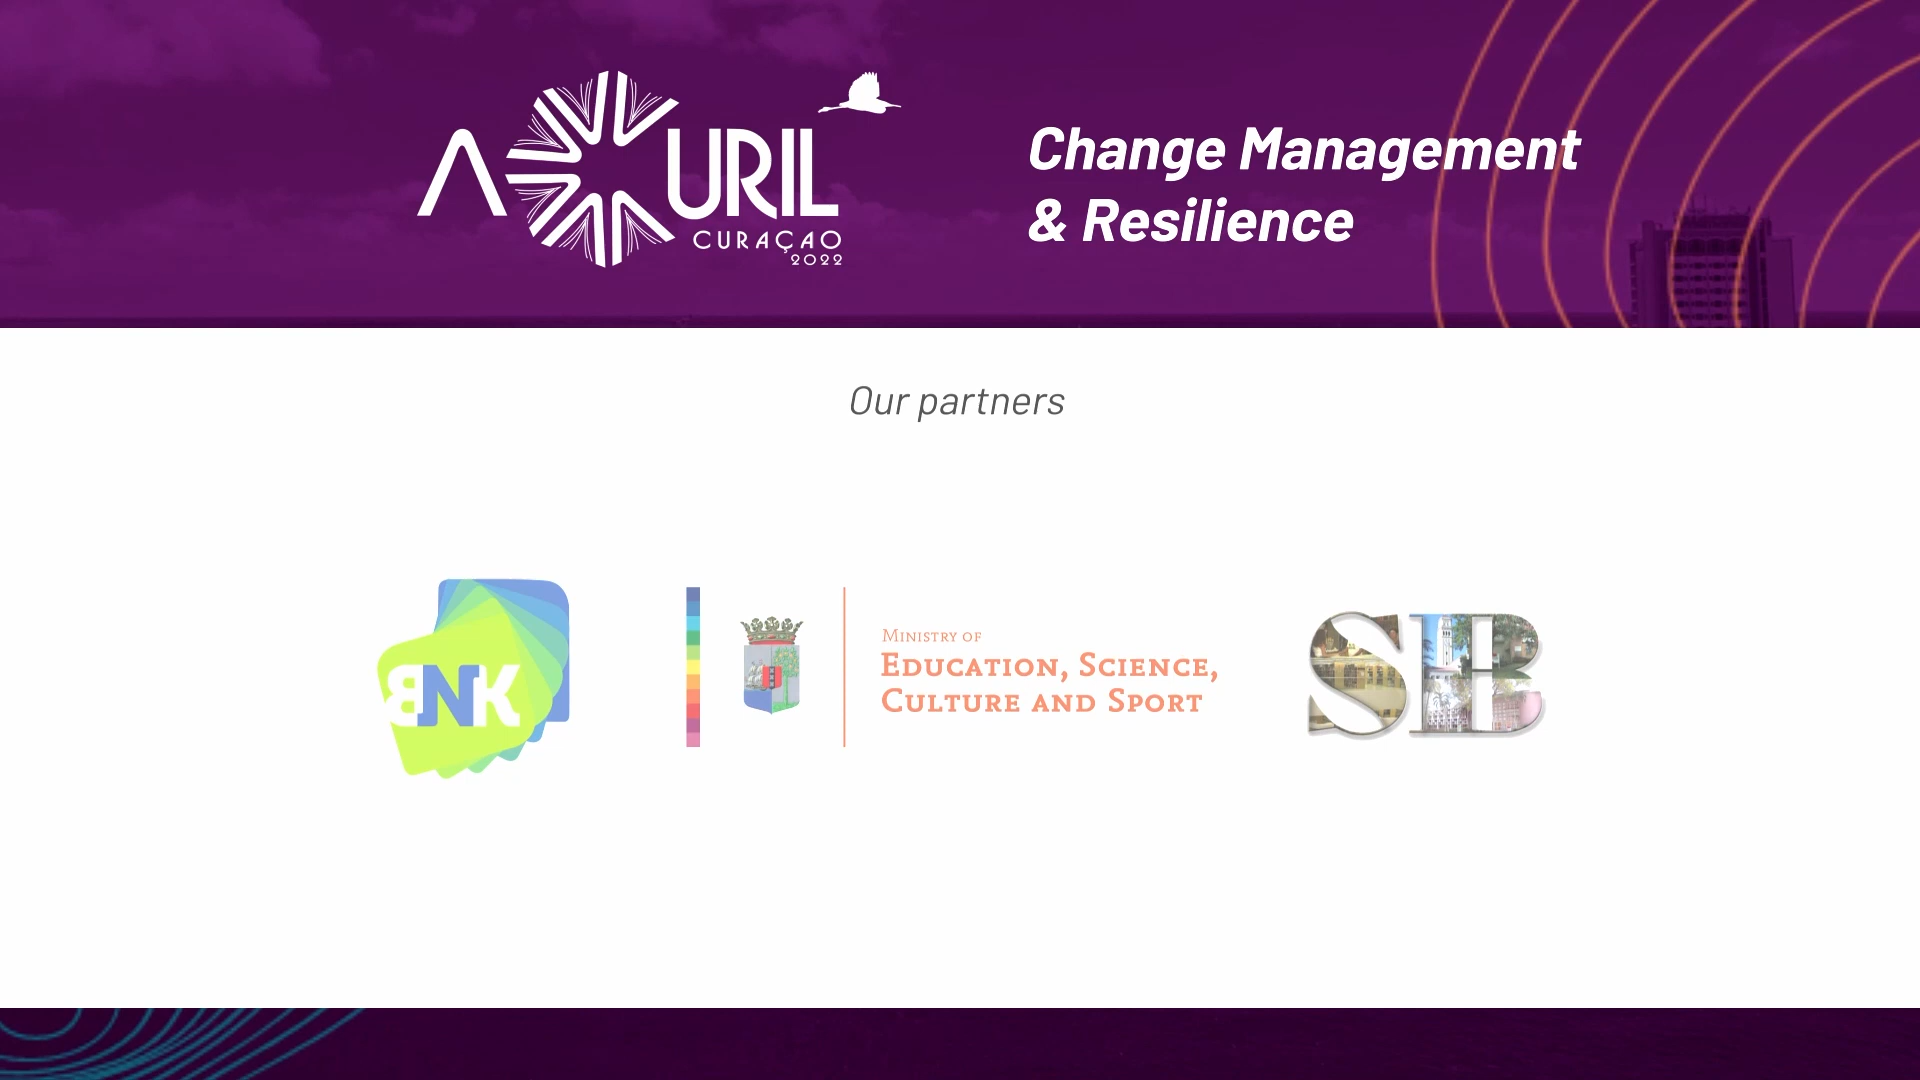 ACURIL
CURAÇAO
2022
Change Management
& Resilience
Our partners
BNK
MINISTRY OF
EDUCATION, SCIENCE,
CULTURE AND SPORT
SB